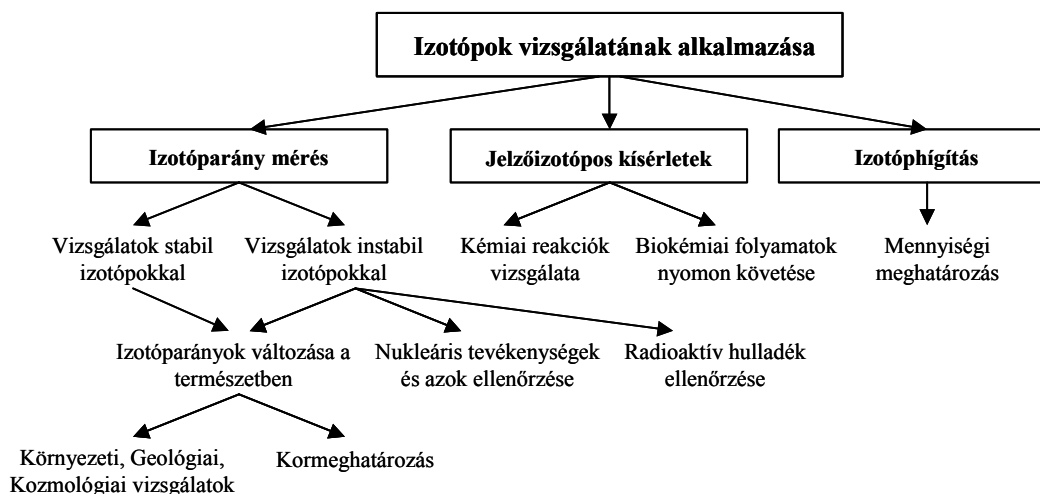 Izotópok vizsgálatának alkalmazása
Izotóparány mérés
Jelzőizotópos kísérletek
Izotóphígítás
Vizsgálatok stabil
izotópokkal
Vizsgálatok instabil
izotópokkal
Kémiai reakciók
vizsgálata
Biokémiai folyamatok
nyomon követése
Mennyiségi
meghatározás
Izotóparányok változása a
természetben
Nukleáris tevékenységek
és azok ellenőrzése
Radioaktív hulladék
ellenőrzése
Környezeti, Geológiai,
Kozmológiai vizsgálatok
Kormeghatározás